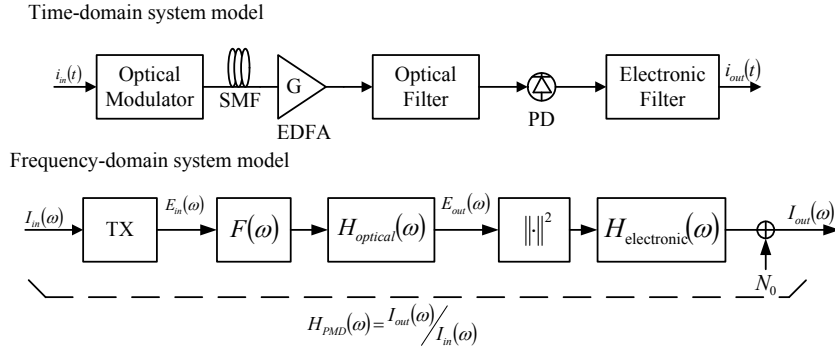 Time-domain system model
i_in(t)
Optical
Modulator
SMF
G
EDFA
Optical
Filter
PD
Electronic
Filter
i_out(t)
Frequency-domain system model
I_in(ω)
TX
E_in(ω)
F(ω)
H_optical(ω)
E_out(ω)
‖·‖²
H_electronic(ω)
I_out(ω)
N₀
H_PMD(ω)=I_out(ω)/I_in(ω)